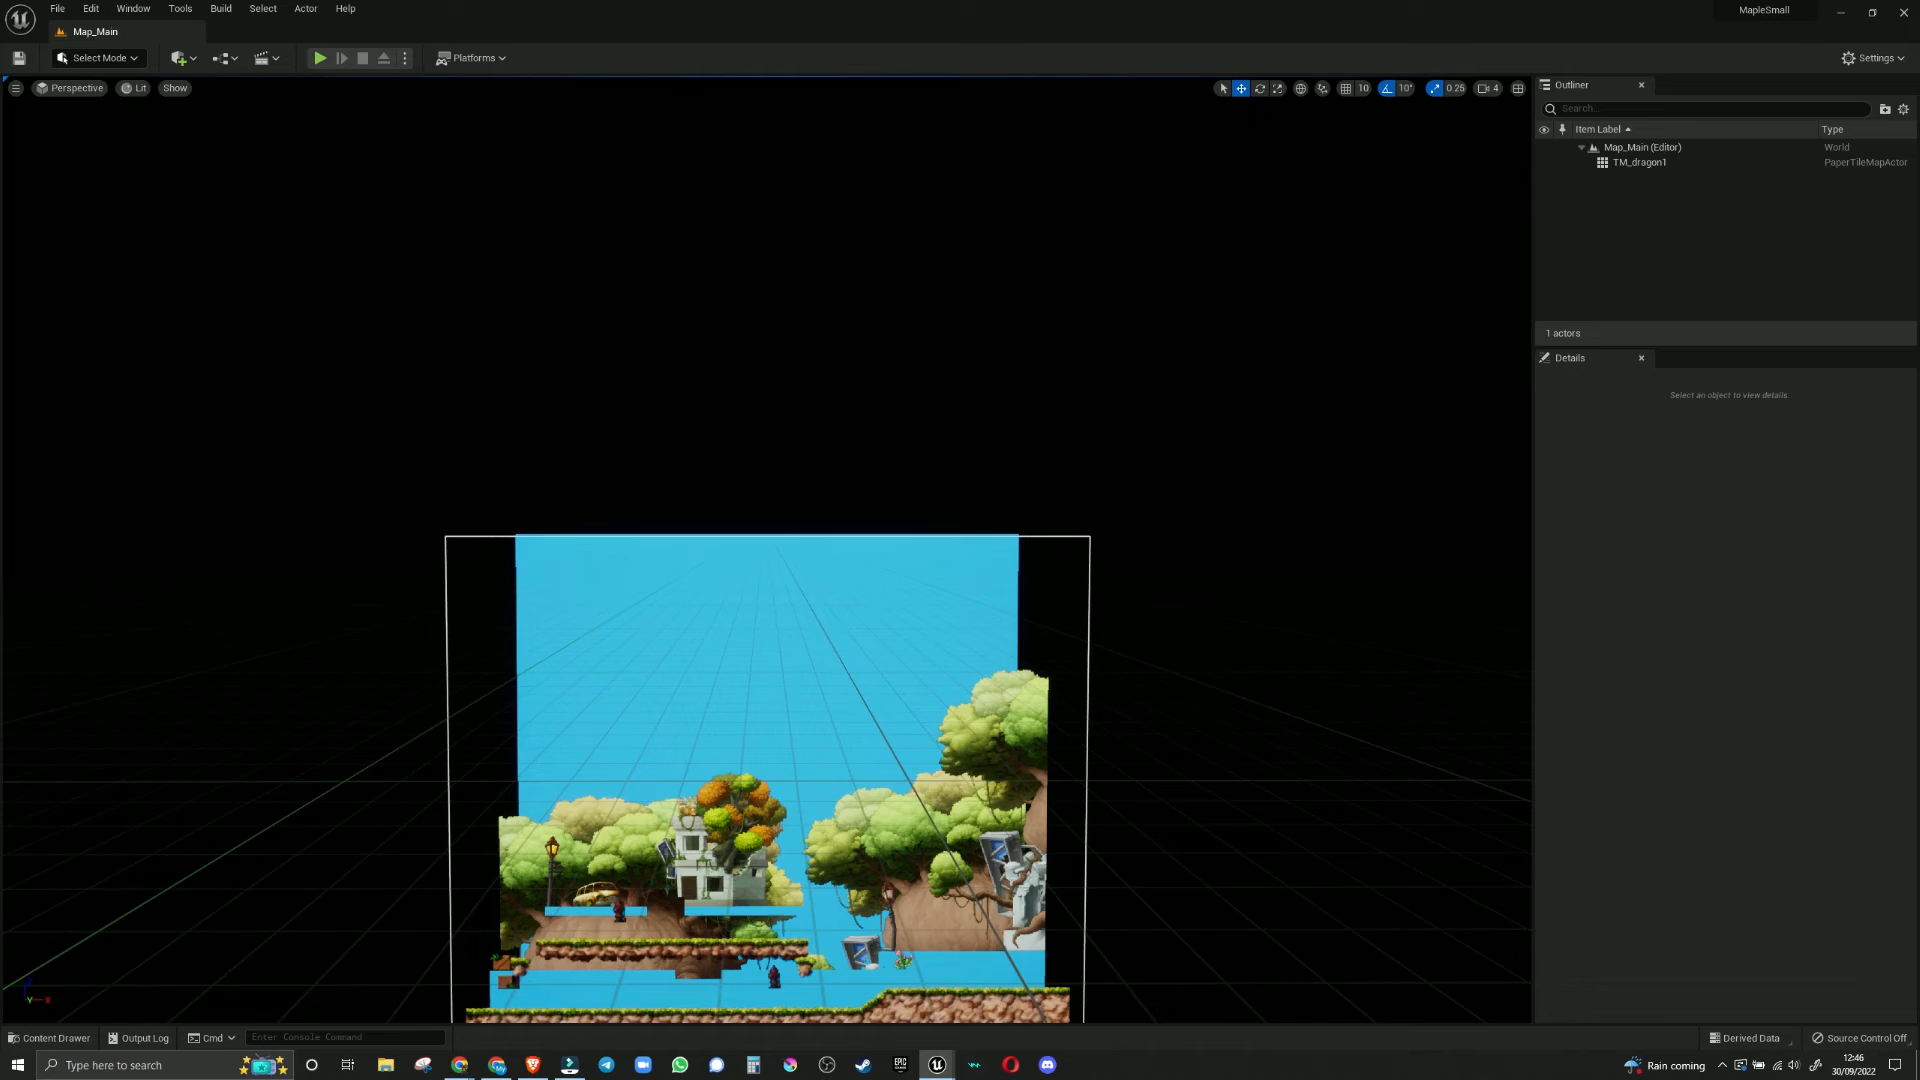 File Edit Window Tools Build Select Actor Help
MapleSmall
Map_Main
Select Mode
Platforms
Settings
Perspective Lit Show
10 10° 0.25 4
Outliner
Search...
Item Label Type
Map_Main (Editor) World
TM_dragon1 PaperTileMapActor
1 actors
Details
Select an object to view details.
Y X
Content Drawer Output Log Cmd Enter Console Command
Derived Data Source Control Off
Type here to search
EPIC
Rain coming
12:46
30/09/2022